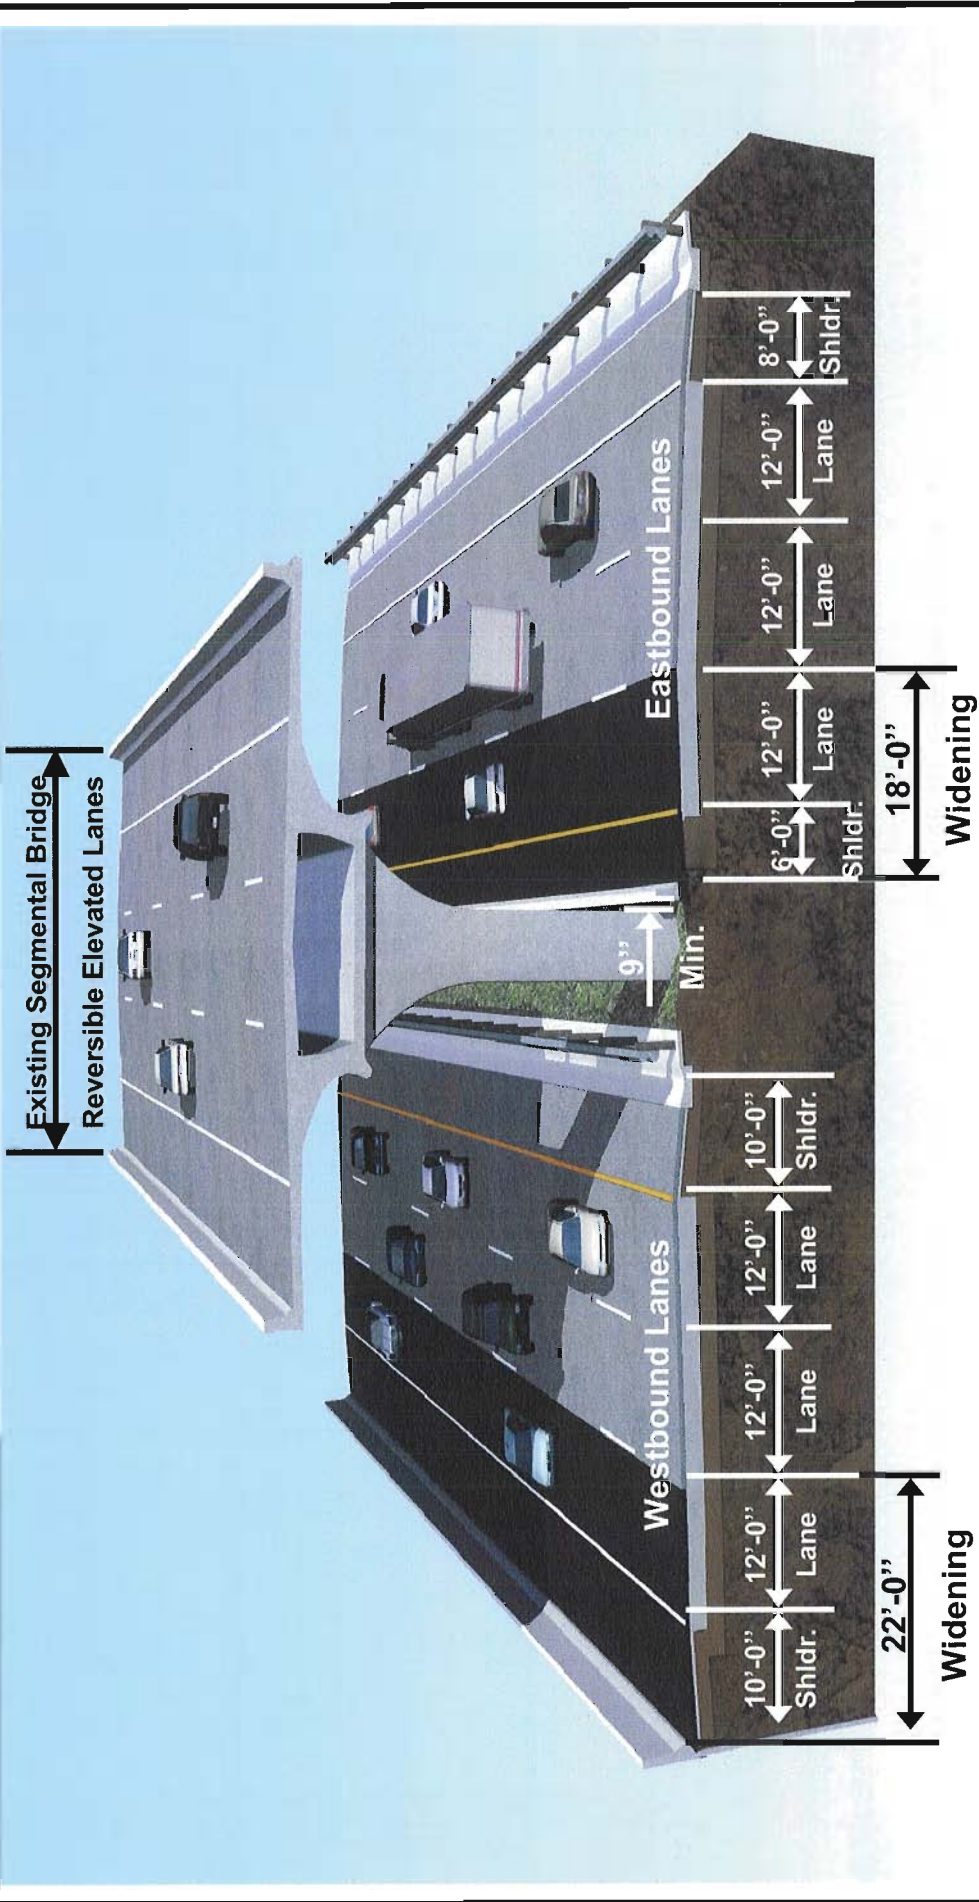 Existing Segmental Bridge
Reversible Elevated Lanes
Westbound Lanes
Eastbound Lanes
9”
Min.
10’-0”
Shldr.
12’-0”
Lane
12’-0”
Lane
12’-0”
Lane
10’-0”
Shldr.
6’-0”
Shldr.
12’-0”
Lane
12’-0”
Lane
12’-0”
Lane
8’-0”
Shldr.
22’-0”
Widening
18’-0”
Widening